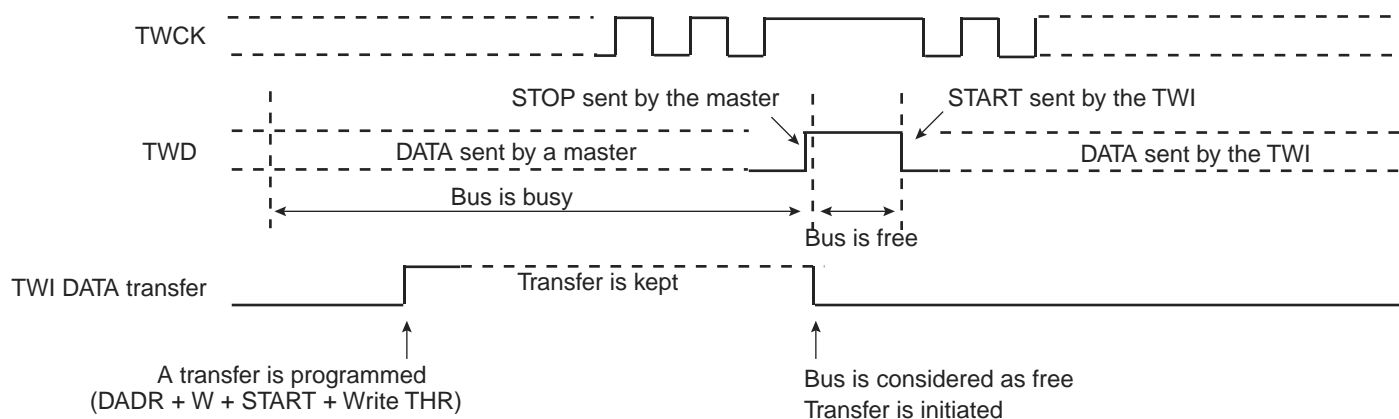 TWCK
STOP sent by the master
START sent by the TWI
TWD
DATA sent by a master
DATA sent by the TWI
Bus is busy
Bus is free
TWI DATA transfer
Transfer is kept
A transfer is programmed
(DADR + W + START + Write THR)
Bus is considered as free
Transfer is initiated